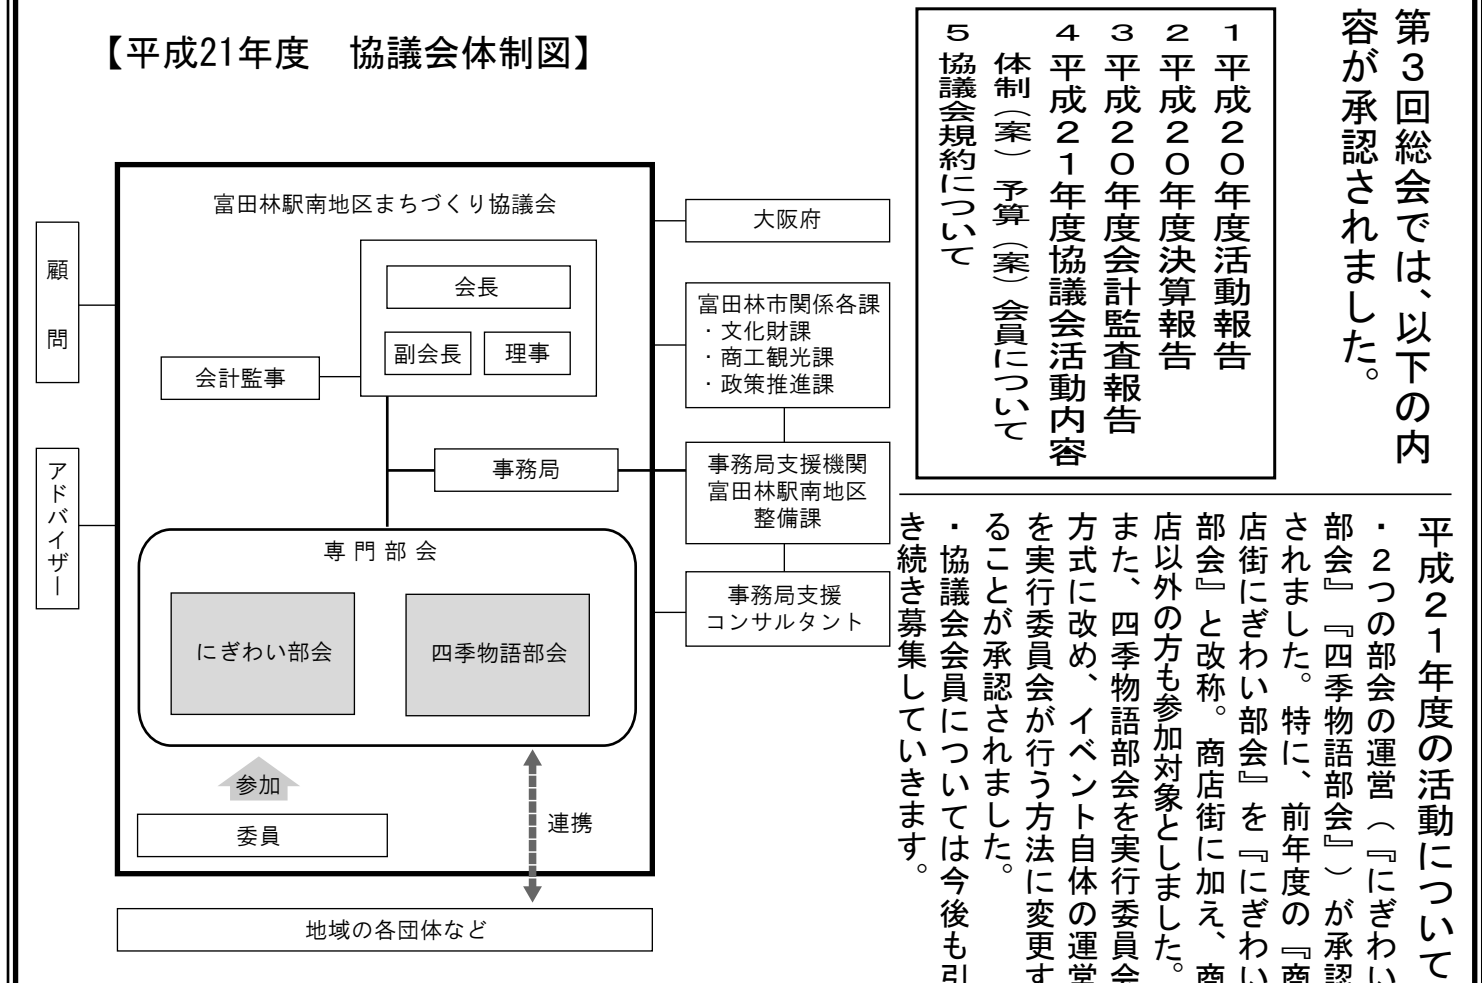 第３回総会では、以下の内
容が承認されました。
１ 平成２０年度活動報告
２ 平成２０年度決算報告
３ 平成２０年度会計監査報告
４ 平成２１年度協議会活動内容
体制（案） 予算（案） 会員について
５ 協議会規約について
平成２１年度の活動について
・２つの部会の運営（『にぎわい
部会』『四季物語部会』）が承認
されました。特に、前年度の『商
店街にぎわい部会』を『にぎわい
部会』と改称。商店街に加え、商
店以外の方も参加対象としました。
また、四季物語部会を実行委員会
方式に改め、イベント自体の運営
を実行委員会が行う方法に変更す
ることが承認されました。
・協議会会員については今後も引
き続き募集していきます。
【平成21年度　協議会体制図】
富田林駅南地区まちづくり協議会
会長
副会長
理事
会計監事
事務局
専門部会
にぎわい部会
四季物語部会
参加
委員
連携
地域の各団体など
顧問
アドバイザー
大阪府
富田林市関係各課
・文化財課
・商工観光課
・政策推進課
事務局支援機関
富田林駅南地区
整備課
事務局支援
コンサルタント